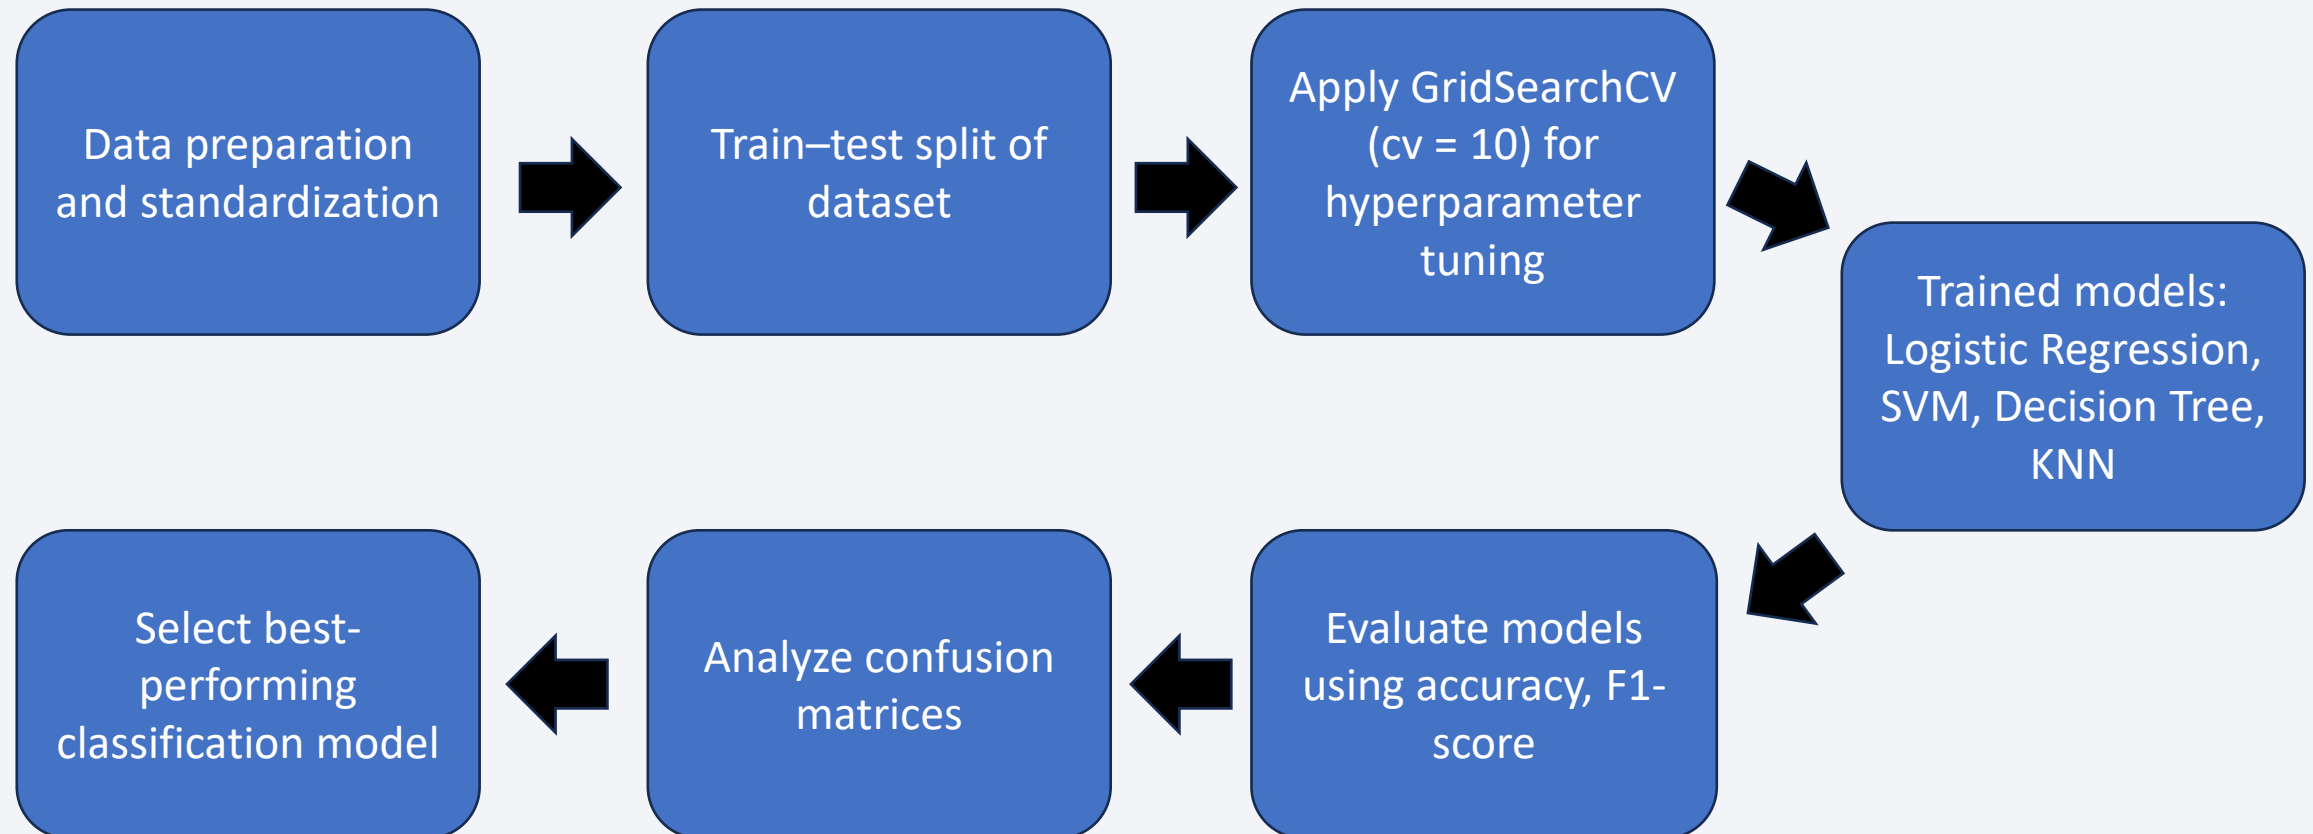 Data preparation
and standardization
Train–test split of
dataset
Apply GridSearchCV
(cv = 10) for
hyperparameter
tuning
Trained models:
Logistic Regression,
SVM, Decision Tree,
KNN
Evaluate models
using accuracy, F1-
score
Analyze confusion
matrices
Select best-
performing
classification model